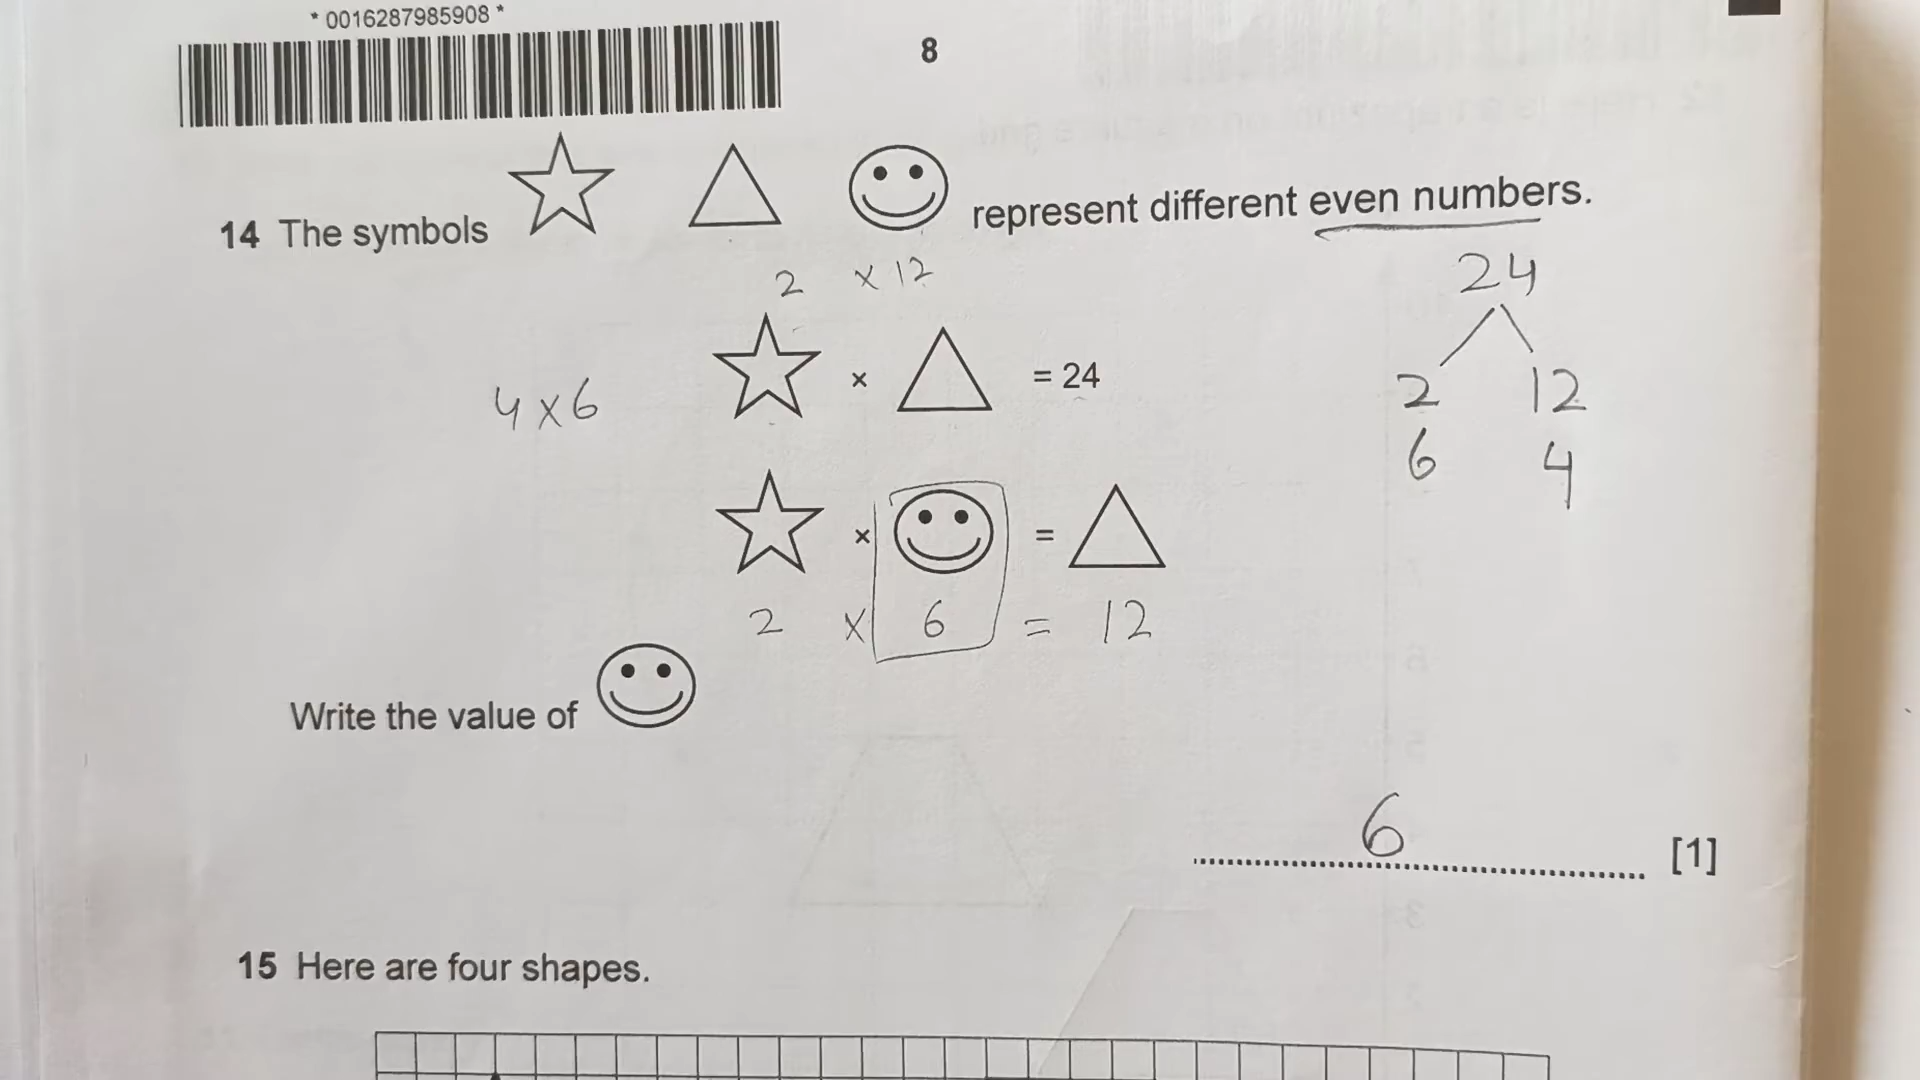 * 0016287985908 *
8
14 The symbols represent different even numbers.
2 × 12
24
× = 24
4 × 6
2 12
6 4
× =
2 × 6 = 12
Write the value of
6
[1]
15 Here are four shapes.